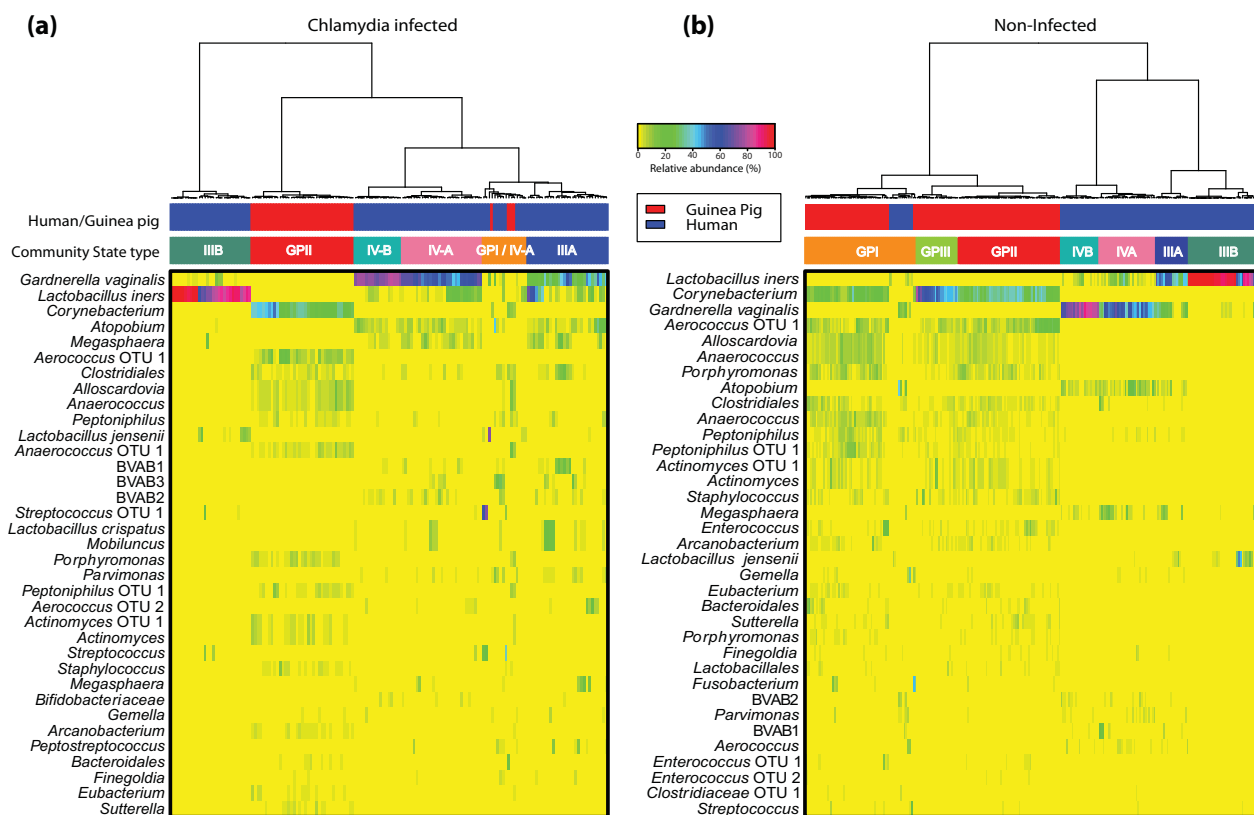 (a)
Chlamydia infected
Human/Guinea pig
Community State type
IIIB
GPII
IV-B
IV-A
GPI / IV-A
IIIA
Gardnerella vaginalis
Lactobacillus iners
Corynebacterium
Atopobium
Megasphaera
Aerococcus OTU 1
Clostridiales
Alloscardovia
Anaerococcus
Peptoniphilus
Lactobacillus jensenii
Anaerococcus OTU 1
BVAB1
BVAB3
BVAB2
Streptococcus OTU 1
Lactobacillus crispatus
Mobiluncus
Porphyromonas
Parvimonas
Peptoniphilus OTU 1
Aerococcus OTU 2
Actinomyces OTU 1
Actinomyces
Streptococcus
Staphylococcus
Megasphaera
Bifidobacteriaceae
Gemella
Arcanobacterium
Peptostreptococcus
Bacteroidales
Finegoldia
Eubacterium
Sutterella
0 20 40 60 80 100
Relative abundance (%)
Guinea Pig
Human
(b)
Non-Infected
GPI
GPIII
GPII
IVB
IVA
IIIA
IIIB
Lactobacillus iners
Corynebacterium
Gardnerella vaginalis
Aerococcus OTU 1
Alloscardovia
Anaerococcus
Porphyromonas
Atopobium
Clostridiales
Anaerococcus
Peptoniphilus
Peptoniphilus OTU 1
Actinomyces OTU 1
Actinomyces
Staphylococcus
Megasphaera
Enterococcus
Arcanobacterium
Lactobacillus jensenii
Gemella
Eubacterium
Bacteroidales
Sutterella
Porphyromonas
Finegoldia
Lactobacillales
Fusobacterium
BVAB2
Parvimonas
BVAB1
Aerococcus
Enterococcus OTU 1
Enterococcus OTU 2
Clostridiaceae OTU 1
Streptococcus